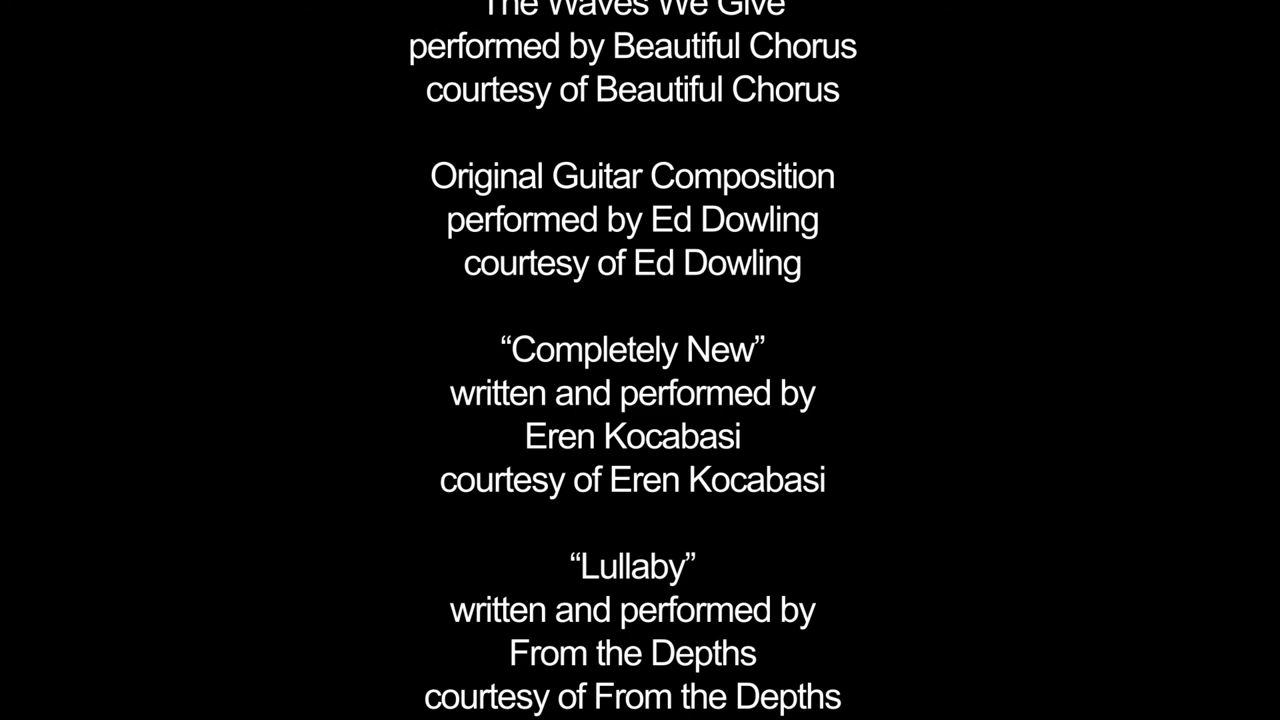 The Waves We Give
performed by Beautiful Chorus
courtesy of Beautiful Chorus
Original Guitar Composition
performed by Ed Dowling
courtesy of Ed Dowling
“Completely New”
written and performed by
Eren Kocabasi
courtesy of Eren Kocabasi
“Lullaby”
written and performed by
From the Depths
courtesy of From the Depths